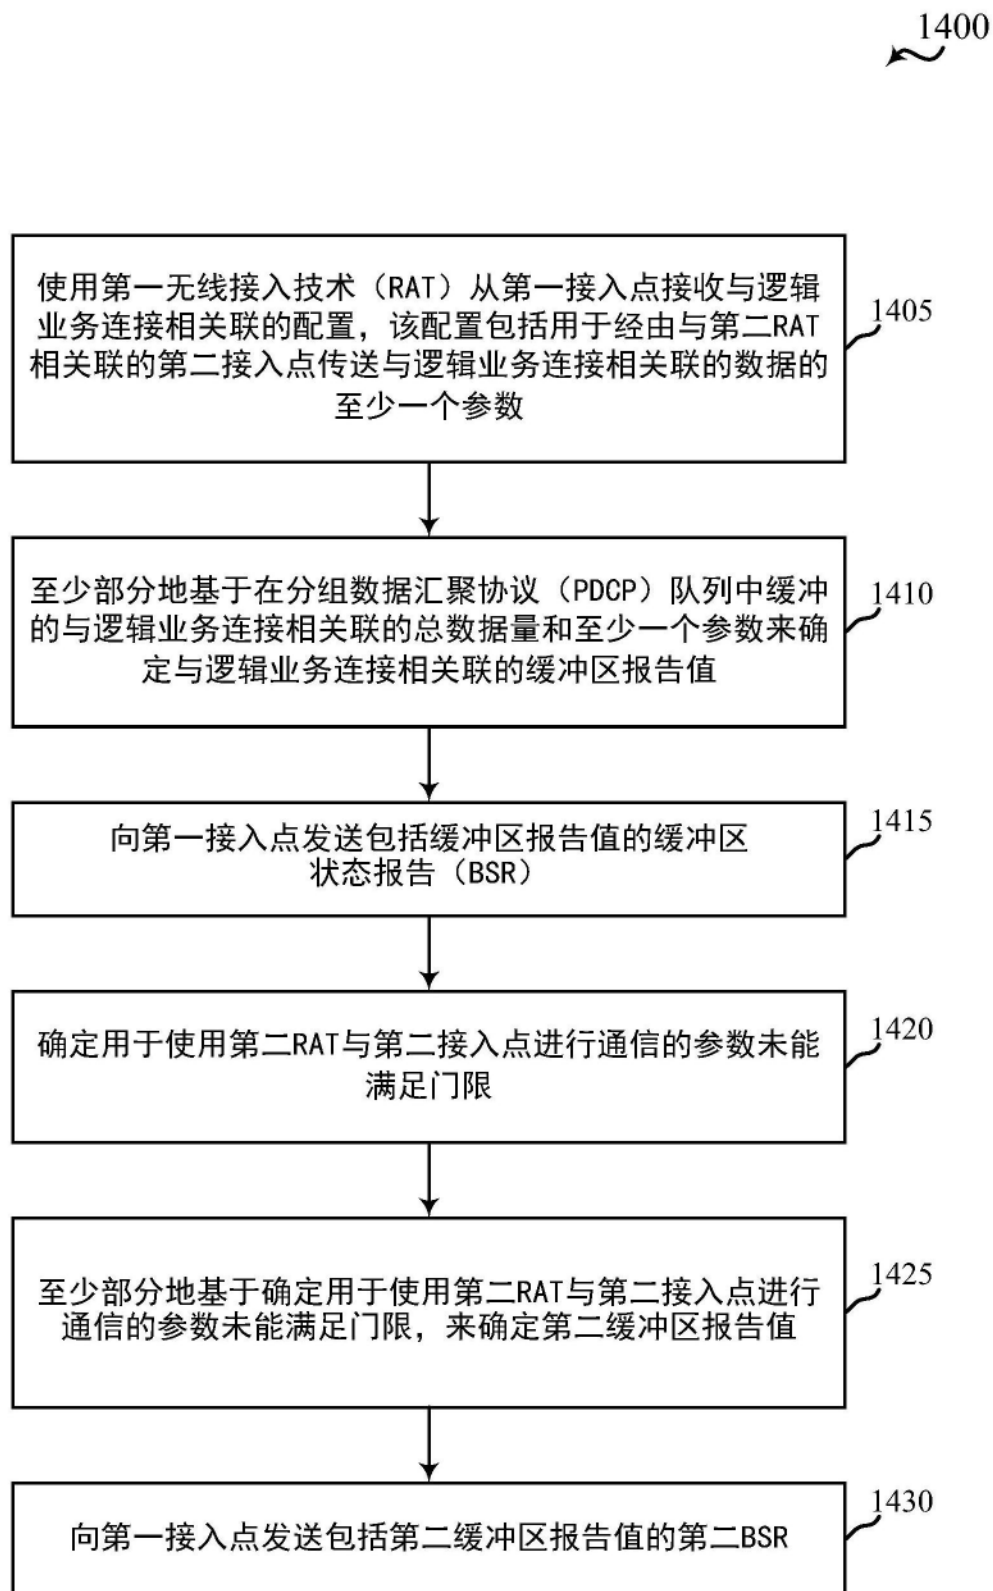 1400
使用第一无线接入技术（RAT）从第一接入点接收与逻辑
业务连接相关联的配置，该配置包括用于经由与第二RAT
相关联的第二接入点传送与逻辑业务连接相关联的数据的
至少一个参数
1405
至少部分地基于在分组数据汇聚协议（PDCP）队列中缓冲
的与逻辑业务连接相关联的总数据量和至少一个参数来确
定与逻辑业务连接相关联的缓冲区报告值
1410
向第一接入点发送包括缓冲区报告值的缓冲区
状态报告（BSR）
1415
确定用于使用第二RAT与第二接入点进行通信的参数未能
满足门限
1420
至少部分地基于确定用于使用第二RAT与第二接入点进行
通信的参数未能满足门限，来确定第二缓冲区报告值
1425
向第一接入点发送包括第二缓冲区报告值的第二BSR
1430